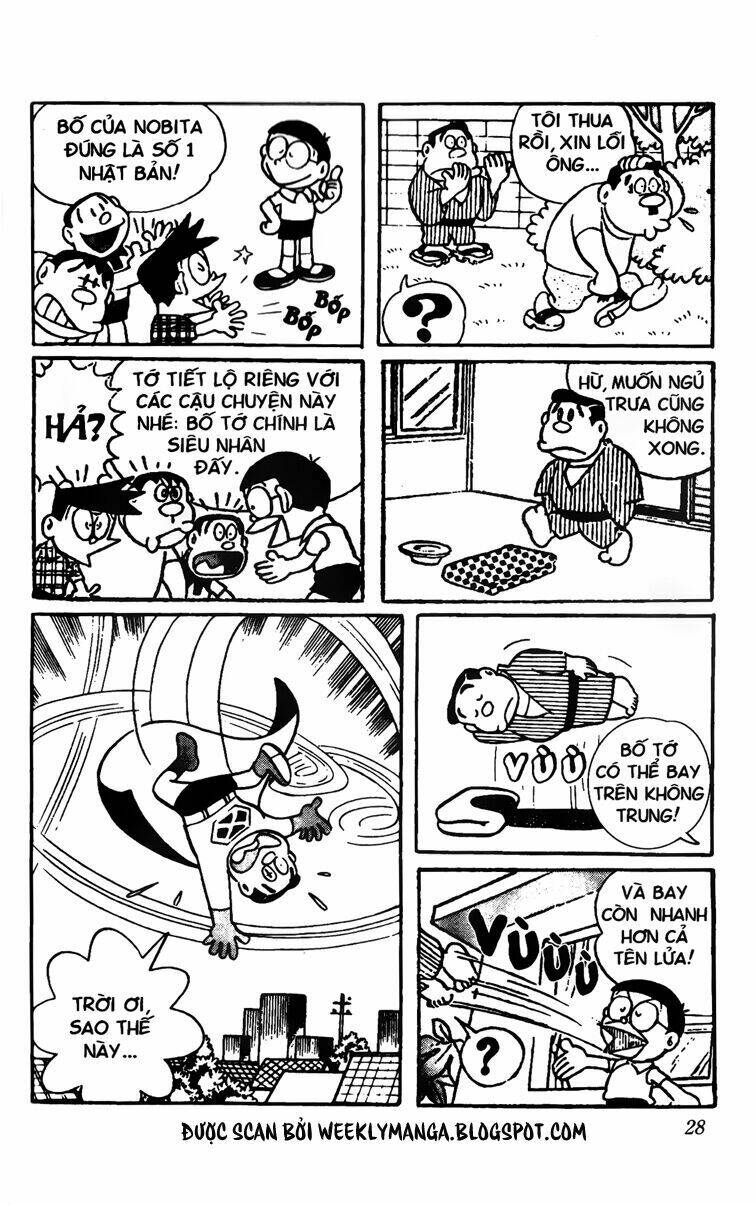 TÔI THUA
RỒI, XIN LỖI
ÔNG...
?
BỐ CỦA NOBITA
ĐÚNG LÀ SỐ 1
NHẬT BẢN!
BỐP
BỐP
HỪ, MUỐN NGỦ
TRƯA CŨNG
KHÔNG
XONG.
TỚ TIẾT LỘ RIÊNG VỚI
CÁC CẬU CHUYỆN NÀY
NHÉ: BỐ TỚ CHÍNH LÀ
SIÊU NHÂN
ĐẤY.
HẢ?
VÙÙ
BỐ TỚ
CÓ THỂ BAY
TRÊN KHÔNG
TRUNG!
VÀ BAY
CÒN NHANH
HƠN CẢ
TÊN LỬA!
VÙÙÙ
?
TRỜI ƠI,
SAO THẾ
NÀY...
ĐƯỢC SCAN BỞI WEEKLYMANGA.BLOGSPOT.COM
28